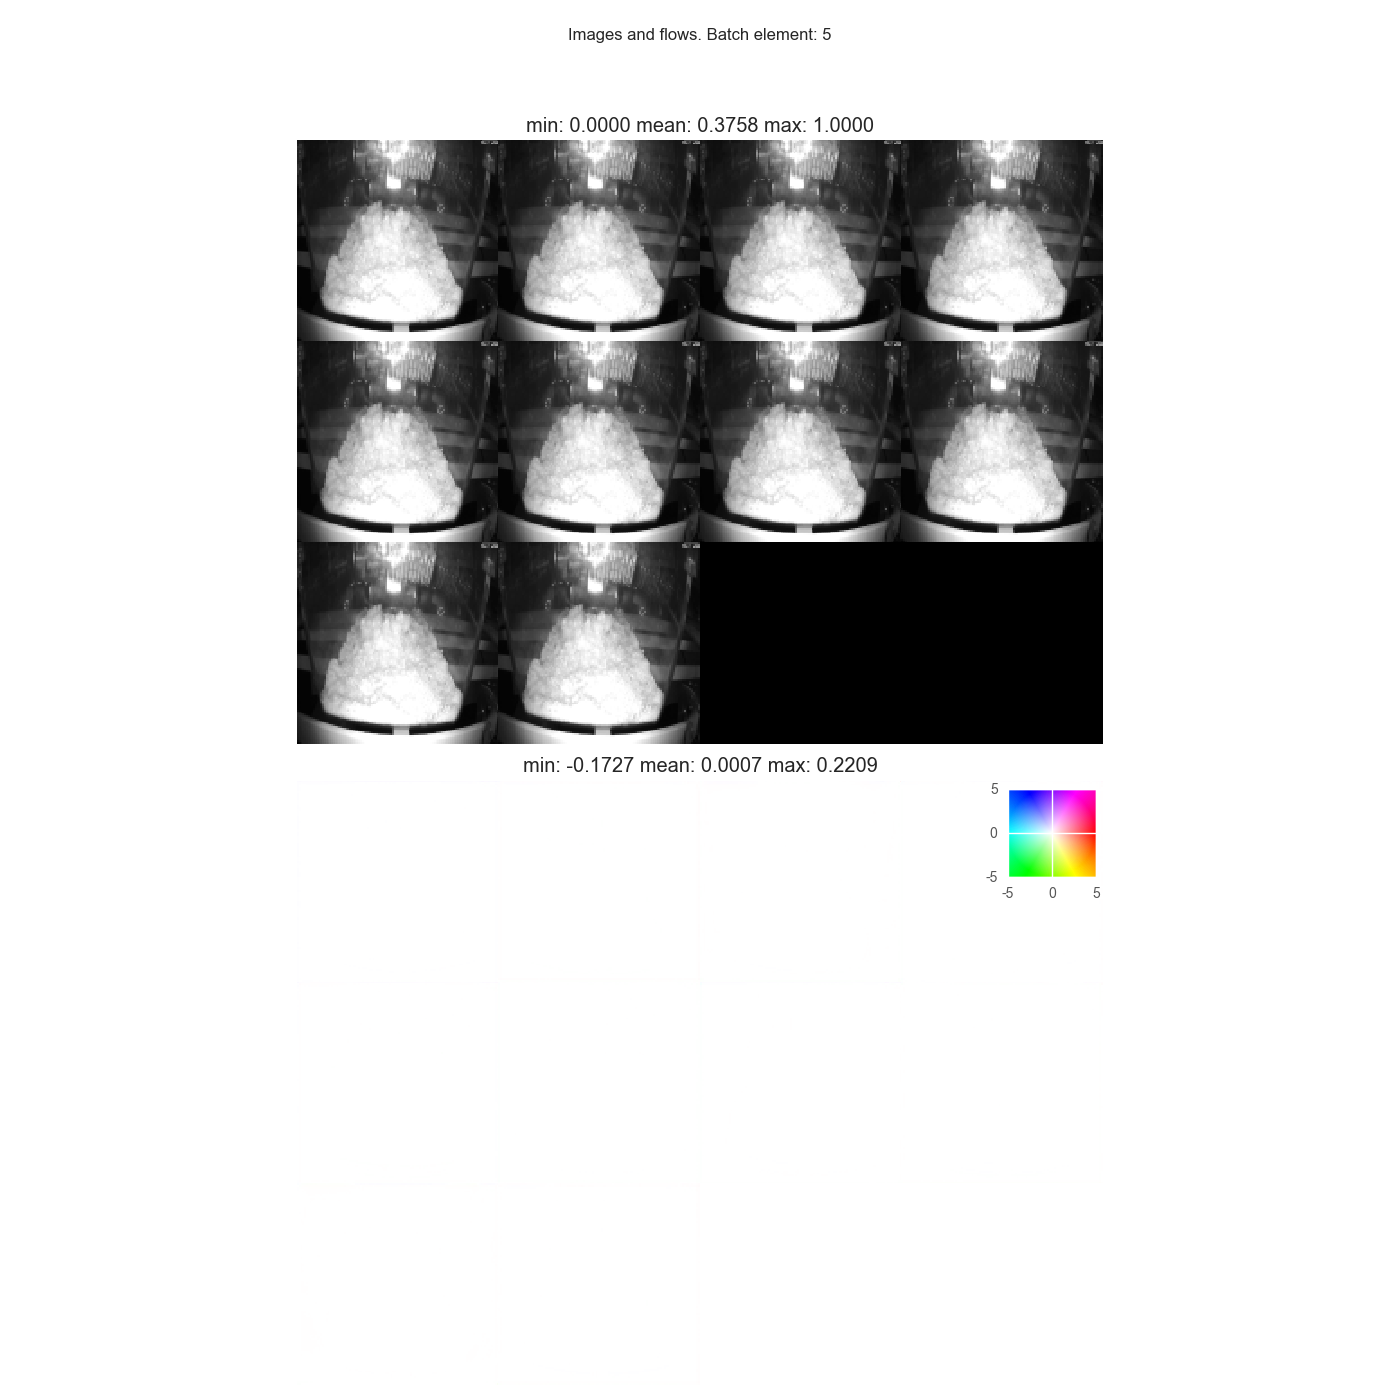 Images and flows. Batch element: 5
min: 0.0000 mean: 0.3758 max: 1.0000
min: -0.1727 mean: 0.0007 max: 0.2209
5
0
-5
-5 0 5